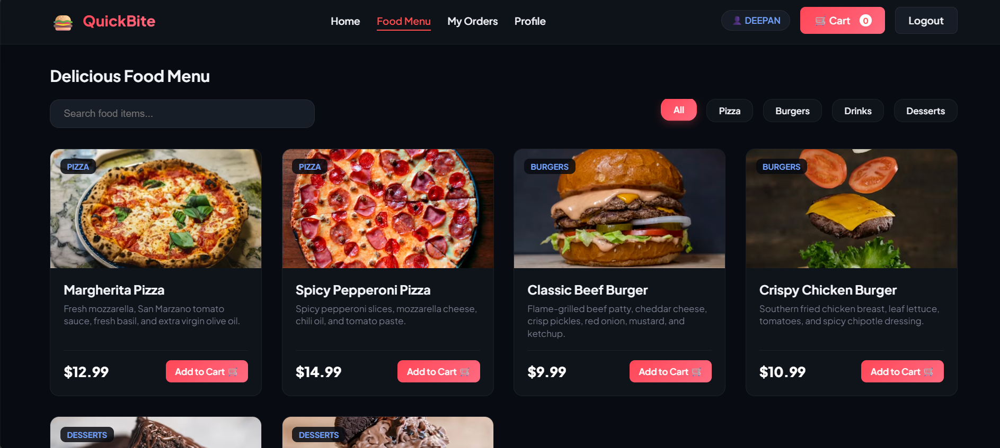 QuickBite
Home
Food Menu
My Orders
Profile
DEEPAN
Cart 0
Logout
Delicious Food Menu
Search food items...
All
Pizza
Burgers
Drinks
Desserts
PIZZA
Margherita Pizza
Fresh mozzarella, San Marzano tomato
sauce, fresh basil, and extra virgin olive oil.
$12.99
Add to Cart
PIZZA
Spicy Pepperoni Pizza
Spicy pepperoni slices, mozzarella cheese,
chili oil, and tomato paste.
$14.99
Add to Cart
BURGERS
Classic Beef Burger
Flame-grilled beef patty, cheddar cheese,
crisp pickles, red onion, mustard, and
ketchup.
$9.99
Add to Cart
BURGERS
Crispy Chicken Burger
Southern fried chicken breast, leaf lettuce,
tomatoes, and spicy chipotle dressing.
$10.99
Add to Cart
DESSERTS
DESSERTS